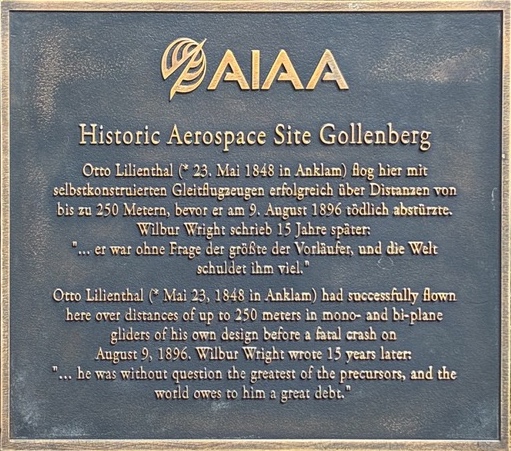 AIAA
Historic Aerospace Site Gollenberg
Otto Lilienthal (* 23. Mai 1848 in Anklam) flog hier mit
selbstkonstruierten Gleitflugzeugen erfolgreich über Distanzen von
bis zu 250 Metern, bevor er am 9. August 1896 tödlich abstürzte.
Wilbur Wright schrieb 15 Jahre später:
"... er war ohne Frage der größte der Vorläufer, und die Welt
schuldet ihm viel."
Otto Lilienthal (* Mai 23, 1848 in Anklam) had successfully flown
here over distances of up to 250 meters in mono- and bi-plane
gliders of his own design before a fatal crash on
August 9, 1896. Wilbur Wright wrote 15 years later:
"... he was without question the greatest of the precursors, and the
world owes to him a great debt."